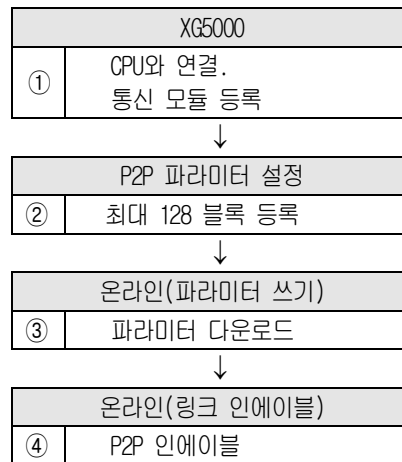 XG5000
① CPU와 연결.
통신 모듈 등록
↓
P2P 파라미터 설정
② 최대 128 블록 등록
↓
온라인(파라미터 쓰기)
③ 파라미터 다운로드
↓
온라인(링크 인에이블)
④ P2P 인에이블